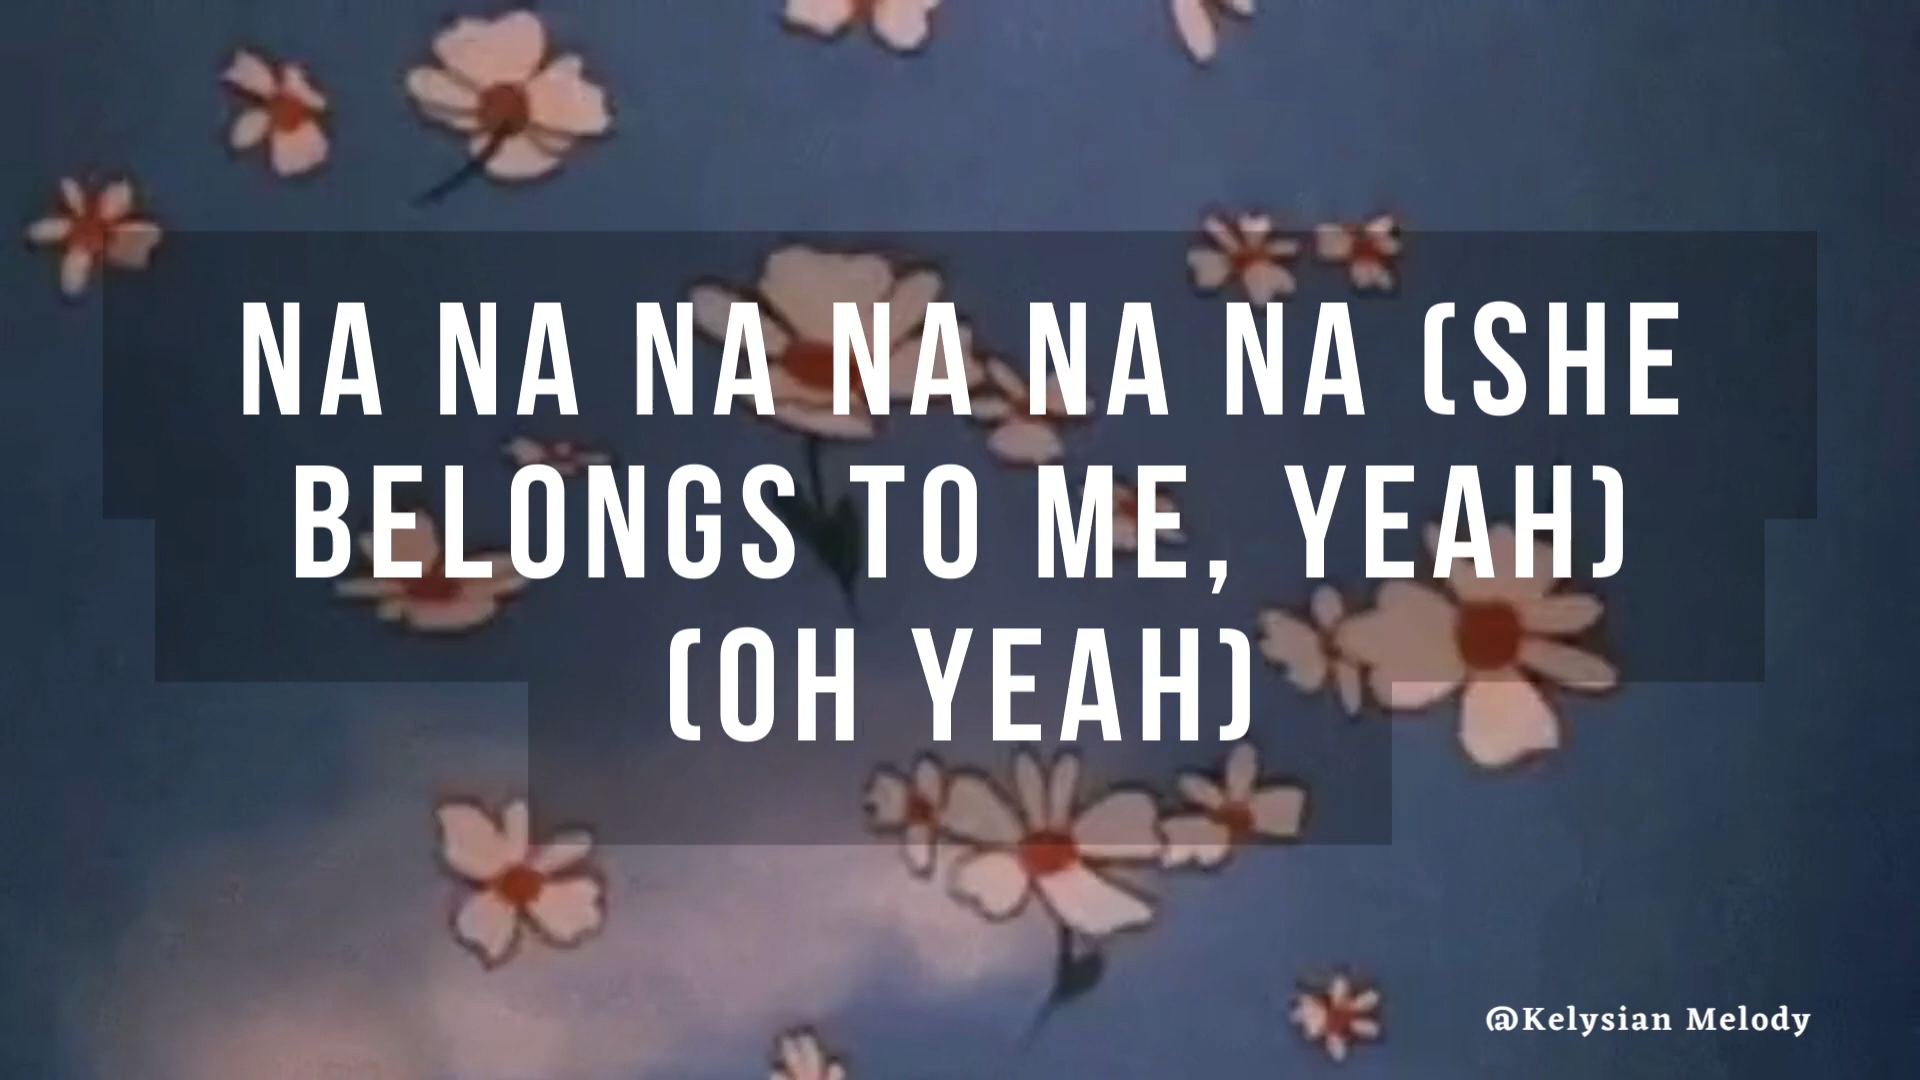 NA NA NA NA NA NA (SHE
BELONGS TO ME, YEAH)
(OH YEAH)
@Kelysian Melody